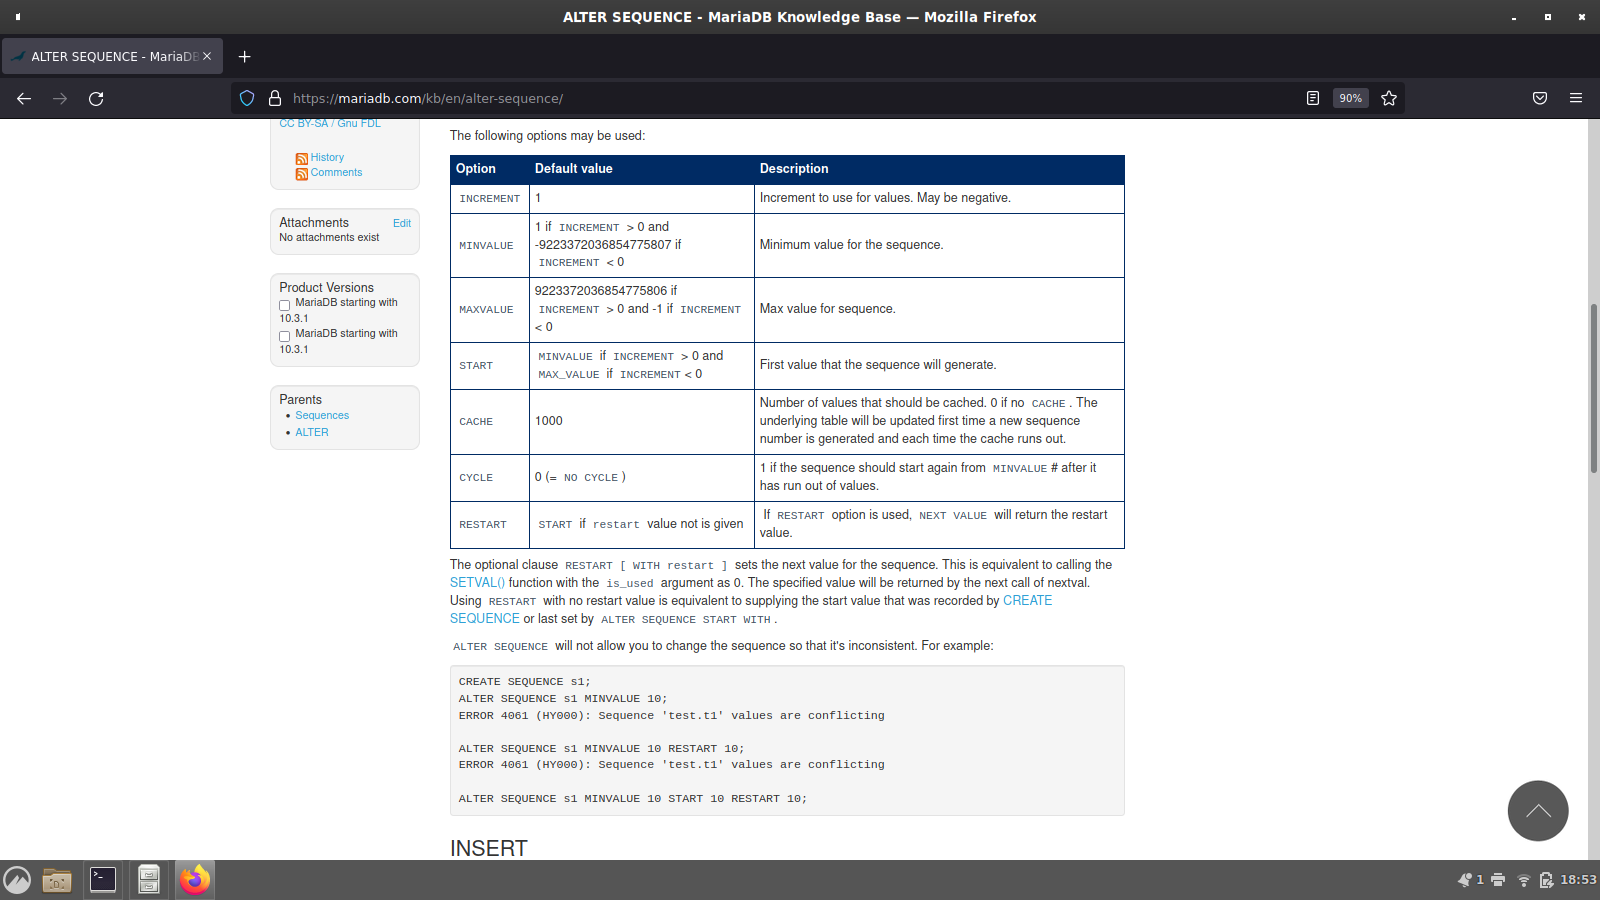 ALTER SEQUENCE - MariaDB Knowledge Base — Mozilla Firefox
ALTER SEQUENCE - MariaDB
https://mariadb.com/kb/en/alter-sequence/
90%
CC BY-SA / Gnu FDL
History
Comments
Attachments Edit
No attachments exist
Product Versions
MariaDB starting with
10.3.1
MariaDB starting with
10.3.1
Parents
Sequences
ALTER
The following options may be used:
Option Default value Description
INCREMENT 1 Increment to use for values. May be negative.
MINVALUE
1 if INCREMENT > 0 and
-9223372036854775807 if
INCREMENT < 0
Minimum value for the sequence.
MAXVALUE
9223372036854775806 if
INCREMENT > 0 and -1 if INCREMENT
< 0
Max value for sequence.
START
MINVALUE if INCREMENT > 0 and
MAX_VALUE if INCREMENT < 0
First value that the sequence will generate.
CACHE
1000
Number of values that should be cached. 0 if no CACHE . The
underlying table will be updated first time a new sequence
number is generated and each time the cache runs out.
CYCLE
0 (= NO CYCLE )
1 if the sequence should start again from MINVALUE # after it
has run out of values.
RESTART
START if restart value not is given
If RESTART option is used, NEXT VALUE will return the restart
value.
The optional clause RESTART [ WITH restart ] sets the next value for the sequence. This is equivalent to calling the
SETVAL() function with the is_used argument as 0. The specified value will be returned by the next call of nextval.
Using RESTART with no restart value is equivalent to supplying the start value that was recorded by CREATE
SEQUENCE or last set by ALTER SEQUENCE START WITH .
ALTER SEQUENCE will not allow you to change the sequence so that it's inconsistent. For example:
CREATE SEQUENCE s1;
ALTER SEQUENCE s1 MINVALUE 10;
ERROR 4061 (HY000): Sequence 'test.t1' values are conflicting
ALTER SEQUENCE s1 MINVALUE 10 RESTART 10;
ERROR 4061 (HY000): Sequence 'test.t1' values are conflicting
ALTER SEQUENCE s1 MINVALUE 10 START 10 RESTART 10;
INSERT
1
18:53